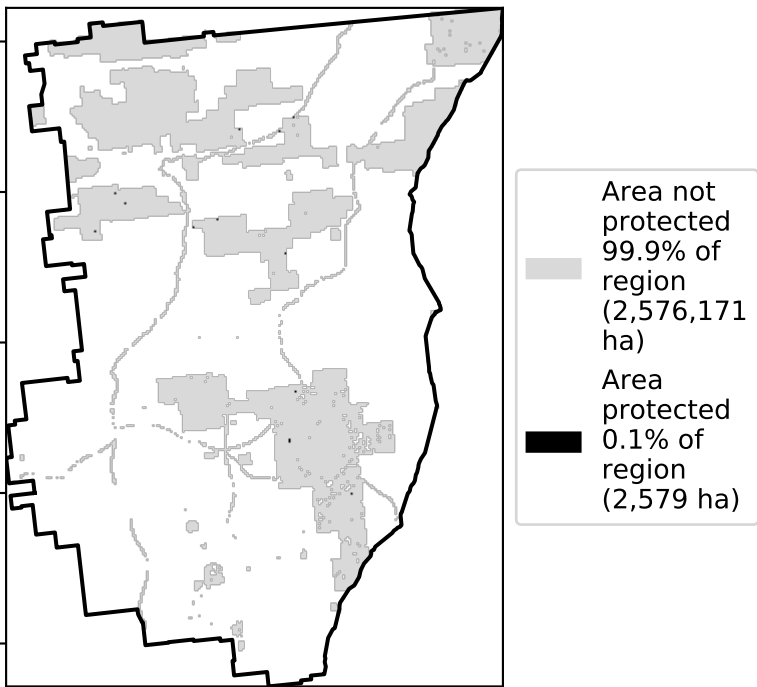 Area not
protected
99.9% of
region
(2,576,171
ha)
Area
protected
0.1% of
region
(2,579 ha)